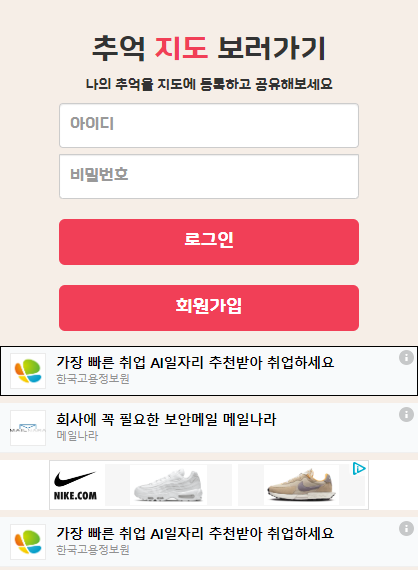 추억 지도 보러가기
나의 추억을 지도에 등록하고 공유해보세요
아이디
비밀번호
로그인
회원가입
가장 빠른 취업 AI일자리 추천받아 취업하세요
한국고용정보원
회사에 꼭 필요한 보안메일 메일나라
메일나라
NIKE.COM
가장 빠른 취업 AI일자리 추천받아 취업하세요
한국고용정보원